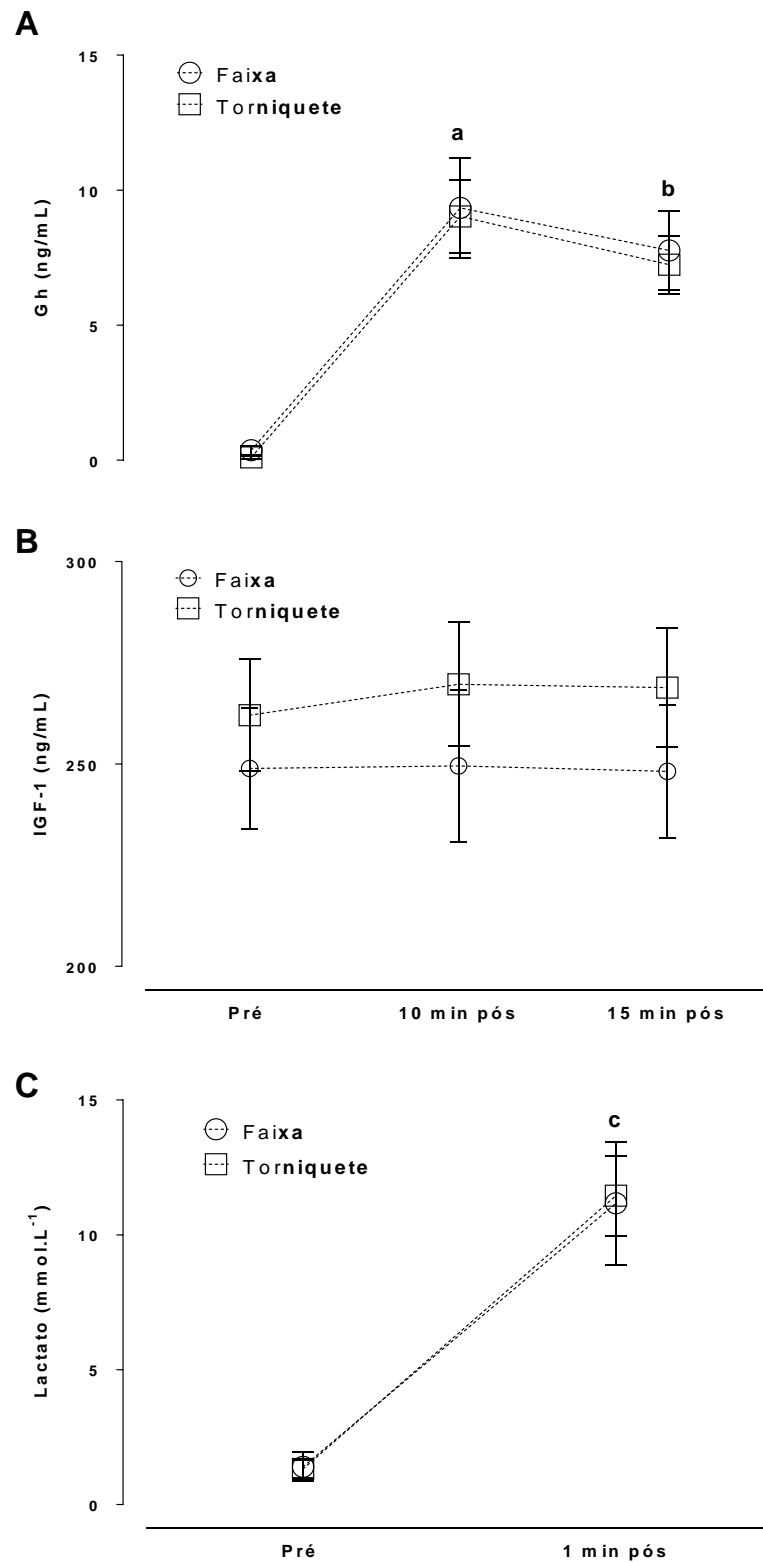 A
15
Faixa
Torniquete
a
b
10
Gh (ng/mL)
5
0
B
300
Faixa
Torniquete
IGF-1 (ng/mL)
250
200
Pré 10 min pós 15 min pós
C
15
c
Faixa
Torniquete
10
Lactato (mmol.L⁻¹)
5
0
Pré 1 min pós